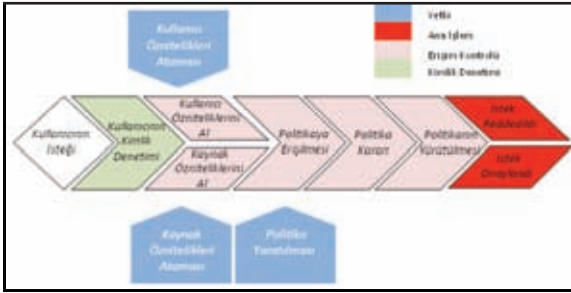 Kullanıcı
Öznitelikleri
Ataması
Yetki
Ana İşlem
Erişim Kontrolü
Kimlik Denetimi
Kullanıcının
İsteği
Kullanıcının
Kimlik
Denetimi
Kullanıcı
Özniteliklerini
Al
Kaynak
Özniteliklerini
Al
Politikaya
Erişilmesi
Politika
Kararı
Politikanın
Yürütülmesi
İstek
Reddedildi
İstek
Onaylandı
Kaynak
Öznitelikleri
Ataması
Politika
Yaratılması